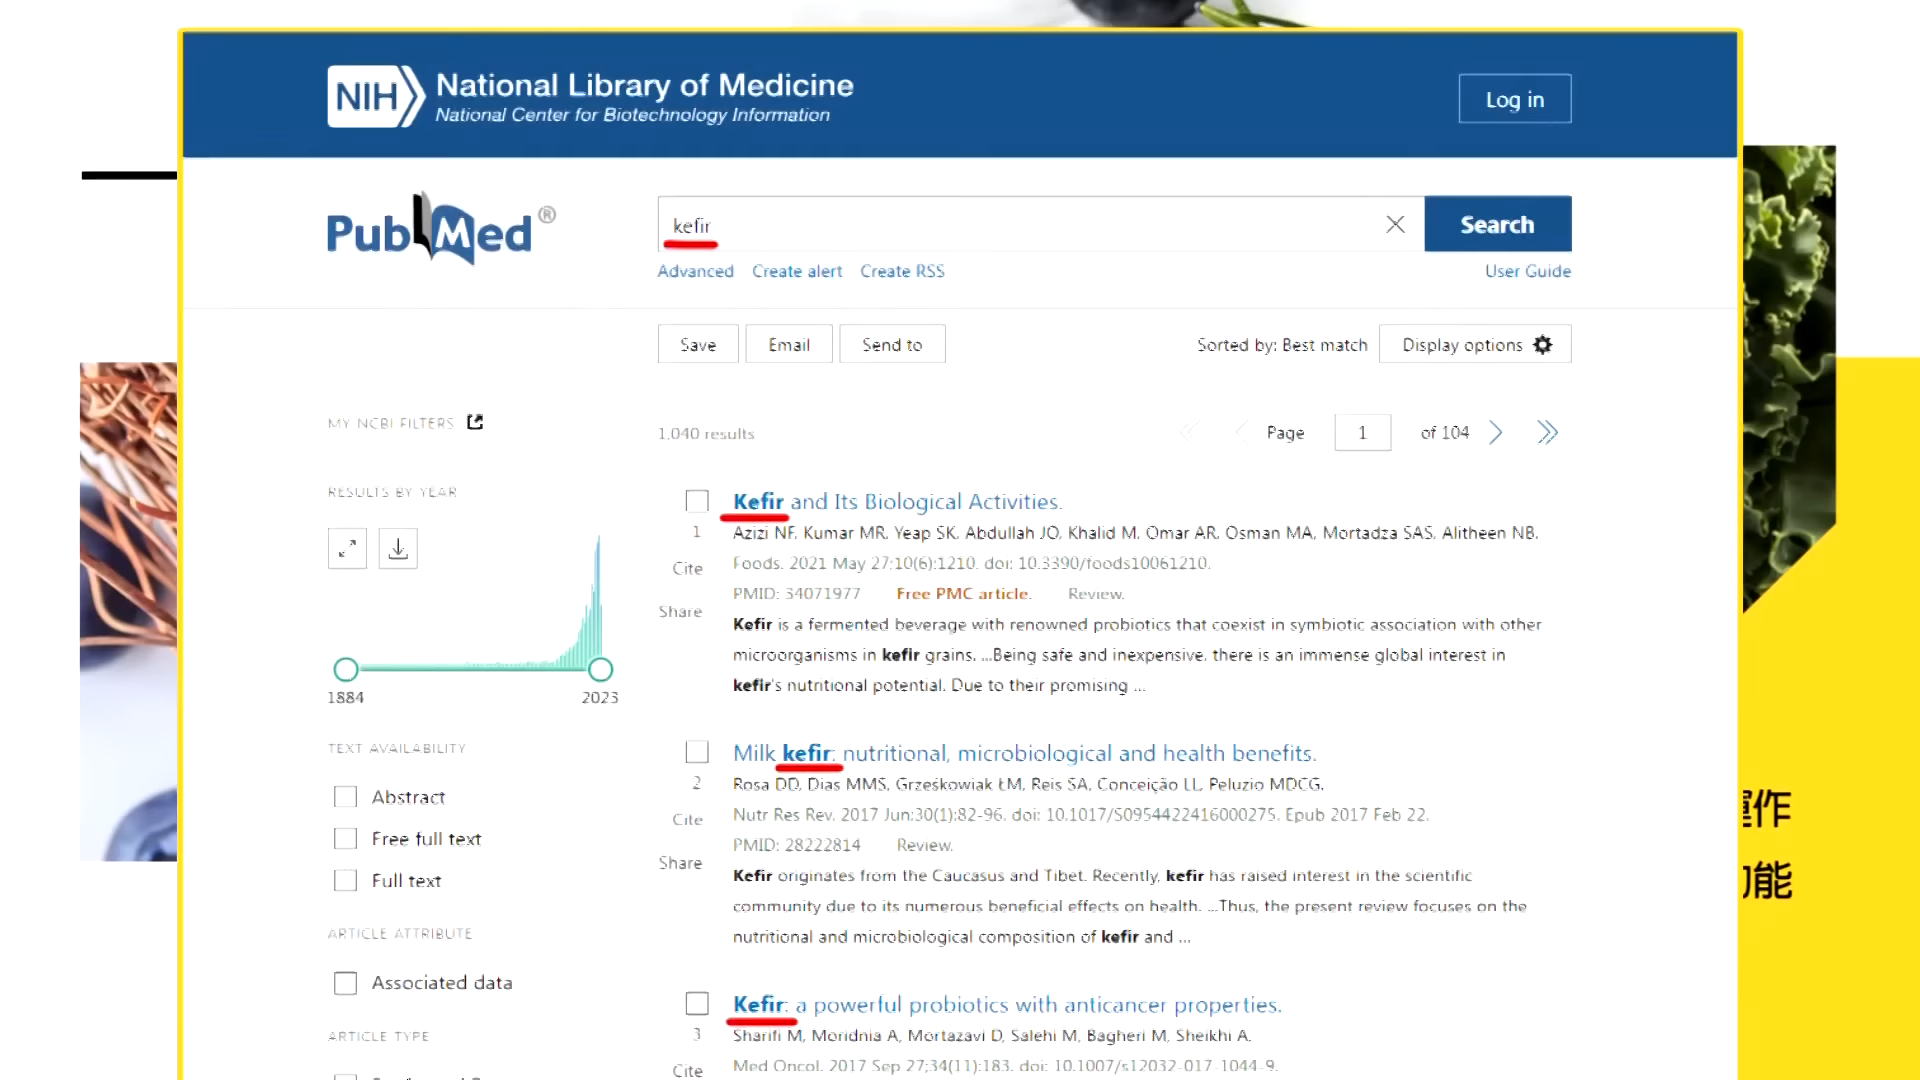 NIH National Library of Medicine
National Center for Biotechnology Information
Log in
PubMed®
kefir
Search
Advanced Create alert Create RSS
User Guide
Save Email Send to
Sorted by: Best match Display options
MY NCBI FILTERS
1,040 results
Page 1 of 104
RESULTS BY YEAR
1884 2023
TEXT AVAILABILITY
Abstract
Free full text
Full text
ARTICLE ATTRIBUTE
Associated data
ARTICLE TYPE
Kefir and Its Biological Activities.
1
Azizi NF, Kumar MR, Yeap SK, Abdullah JO, Khalid M, Omar AR, Osman MA, Mortadza SAS, Alitheen NB.
Cite
Foods. 2021 May 27;10(6):1210. doi: 10.3390/foods10061210.
PMID: 34071977 Free PMC article. Review.
Share
Kefir is a fermented beverage with renowned probiotics that coexist in symbiotic association with other
microorganisms in kefir grains. ...Being safe and inexpensive, there is an immense global interest in
kefir's nutritional potential. Due to their promising ...
Milk kefir: nutritional, microbiological and health benefits.
2
Rosa DD, Dias MMS, Grześkowiak ŁM, Reis SA, Conceição LL, Peluzio MDCG.
Cite
Nutr Res Rev. 2017 Jun;30(1):82-96. doi: 10.1017/S0954422416000275. Epub 2017 Feb 22.
PMID: 28222814 Review.
Share
Kefir originates from the Caucasus and Tibet. Recently, kefir has raised interest in the scientific
community due to its numerous beneficial effects on health. ...Thus, the present review focuses on the
nutritional and microbiological composition of kefir and ...
Kefir: a powerful probiotics with anticancer properties.
3
Sharifi M, Moridnia A, Mortazavi D, Salehi M, Bagheri M, Sheikhi A.
Cite
Med Oncol. 2017 Sep 27;34(11):183. doi: 10.1007/s12032-017-1044-9.
作
能